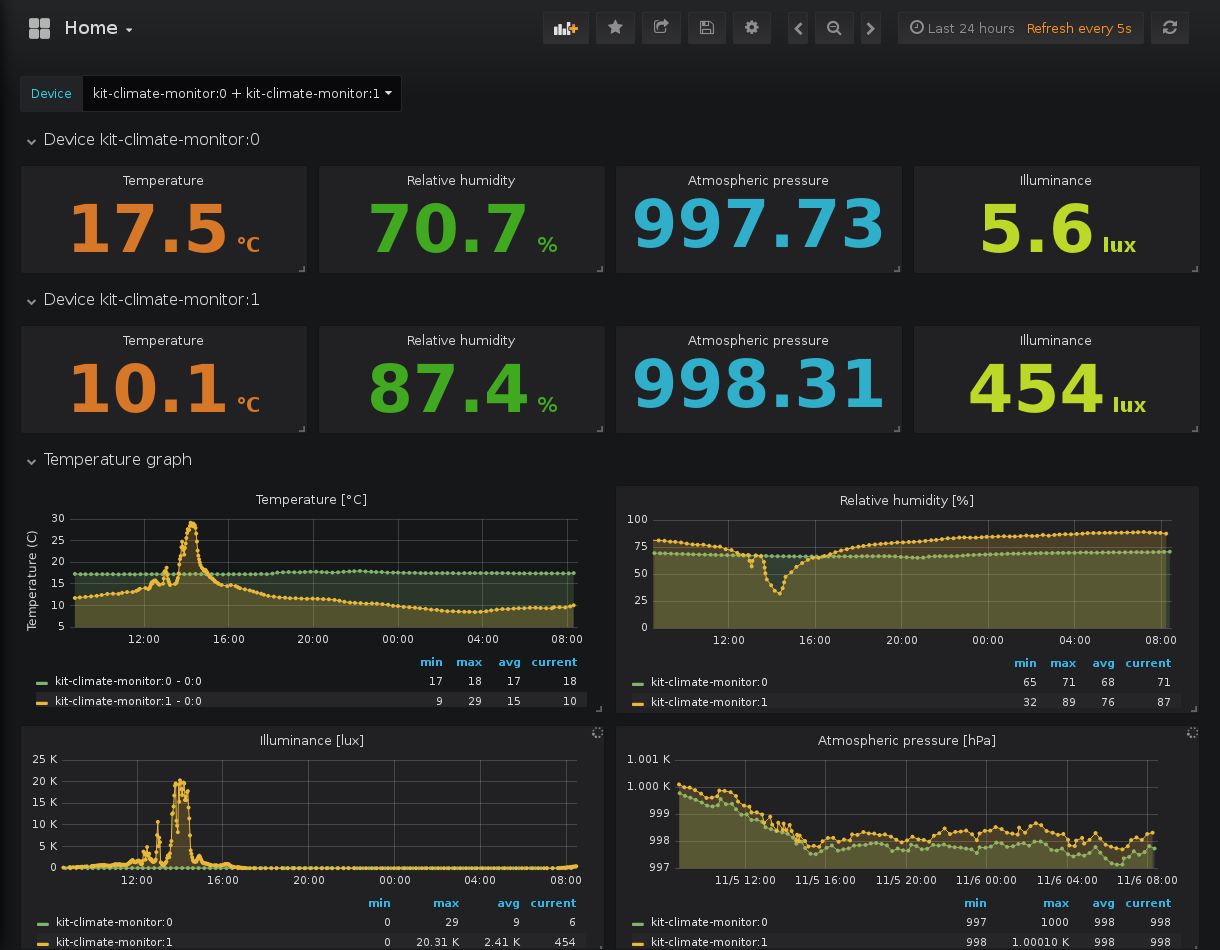 Home
Last 24 hours Refresh every 5s
Device kit-climate-monitor:0 + kit-climate-monitor:1
Device kit-climate-monitor:0
Temperature Relative humidity Atmospheric pressure Illuminance
17.5 °C 70.7 % 997.73 5.6 lux
Device kit-climate-monitor:1
Temperature Relative humidity Atmospheric pressure Illuminance
10.1 °C 87.4 % 998.31 454 lux
Temperature graph
Temperature [°C]
Temperature (C)
30
25
20
15
10
5
12:00 16:00 20:00 00:00 04:00 08:00
min max avg current
kit-climate-monitor:0 - 0:0 17 18 17 18
kit-climate-monitor:1 - 0:0 9 29 15 10
Relative humidity [%]
100
75
50
25
0
12:00 16:00 20:00 00:00 04:00 08:00
min max avg current
kit-climate-monitor:0 65 71 68 71
kit-climate-monitor:1 32 89 76 87
Illuminance [lux]
25 K
20 K
15 K
10 K
5 K
0
12:00 16:00 20:00 00:00 04:00 08:00
min max avg current
kit-climate-monitor:0 0 29 9 6
kit-climate-monitor:1 0 20.31 K 2.41 K 454
Atmospheric pressure [hPa]
1.001 K
1.000 K
999
998
997
11/5 12:00 11/5 16:00 11/5 20:00 11/6 00:00 11/6 04:00 11/6 08:00
min max avg current
kit-climate-monitor:0 997 1000 998 998
kit-climate-monitor:1 998 1.00010 K 998 998